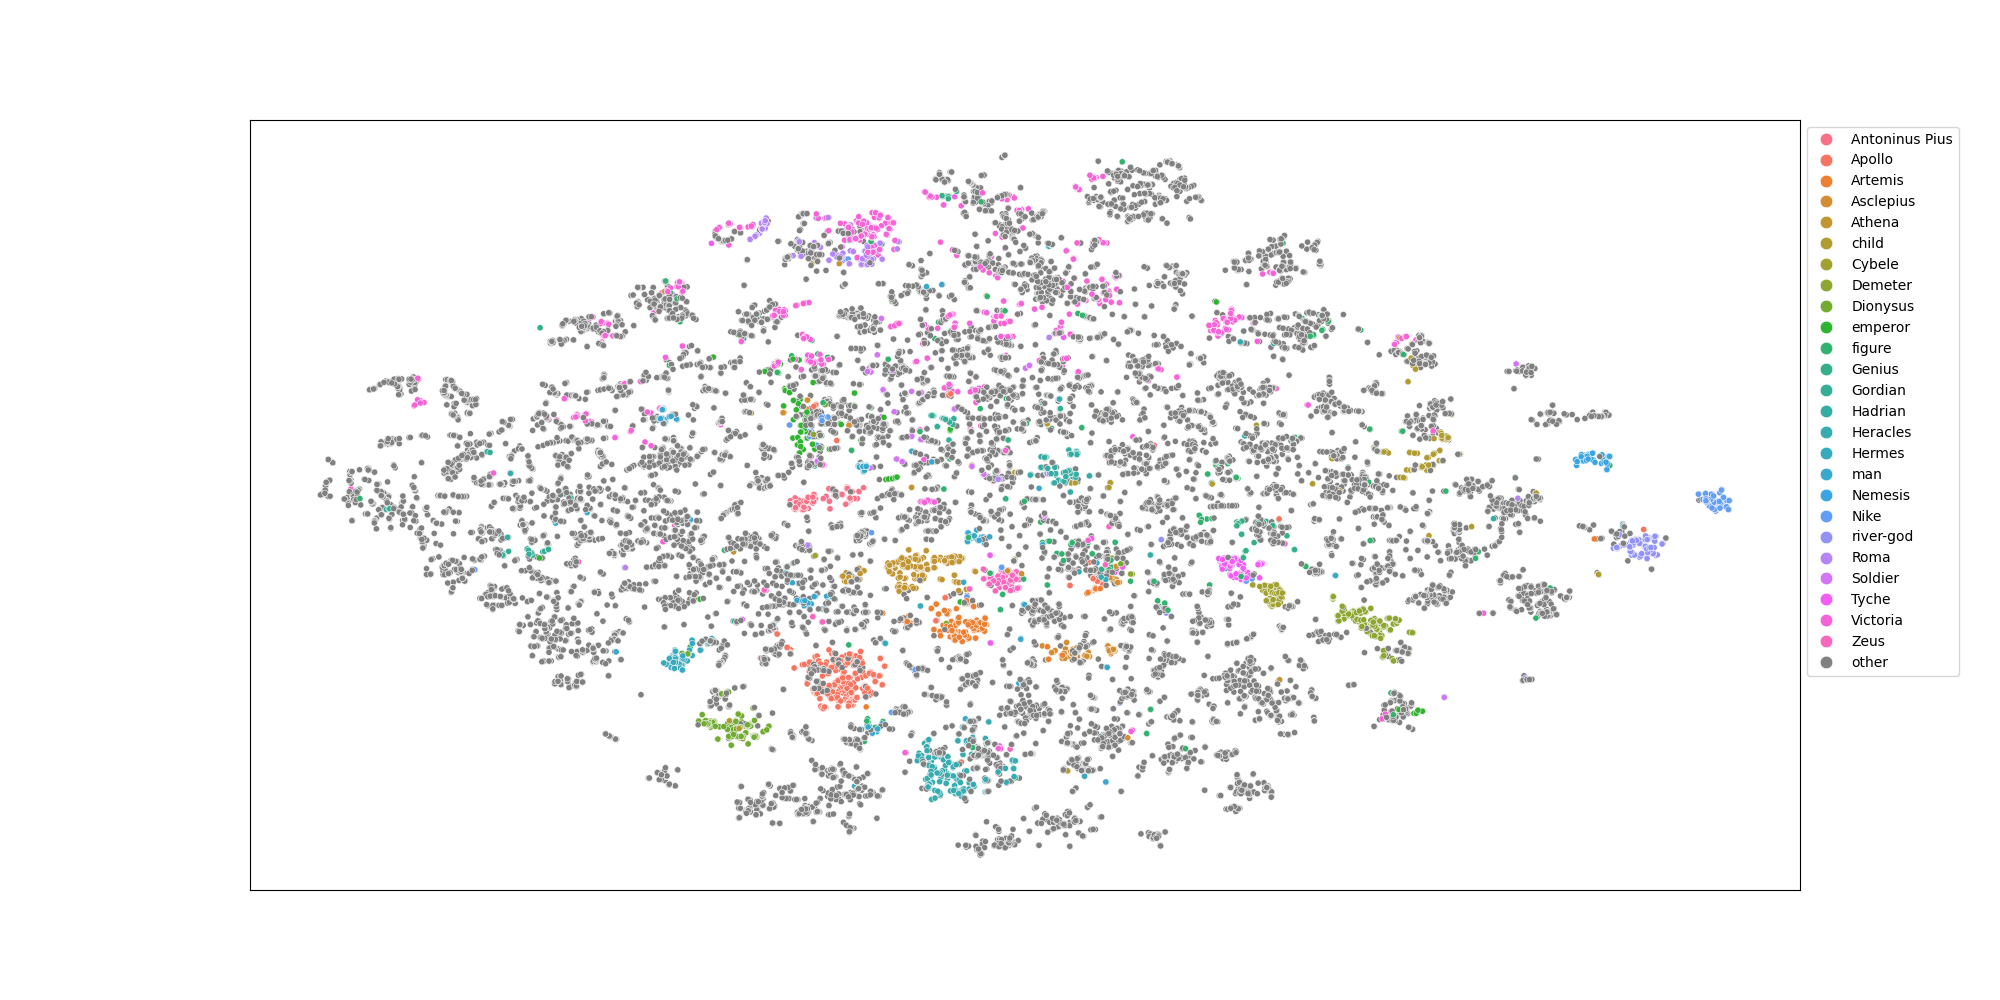 Antoninus Pius
Apollo
Artemis
Asclepius
Athena
child
Cybele
Demeter
Dionysus
emperor
figure
Genius
Gordian
Hadrian
Heracles
Hermes
man
Nemesis
Nike
river-god
Roma
Soldier
Tyche
Victoria
Zeus
other